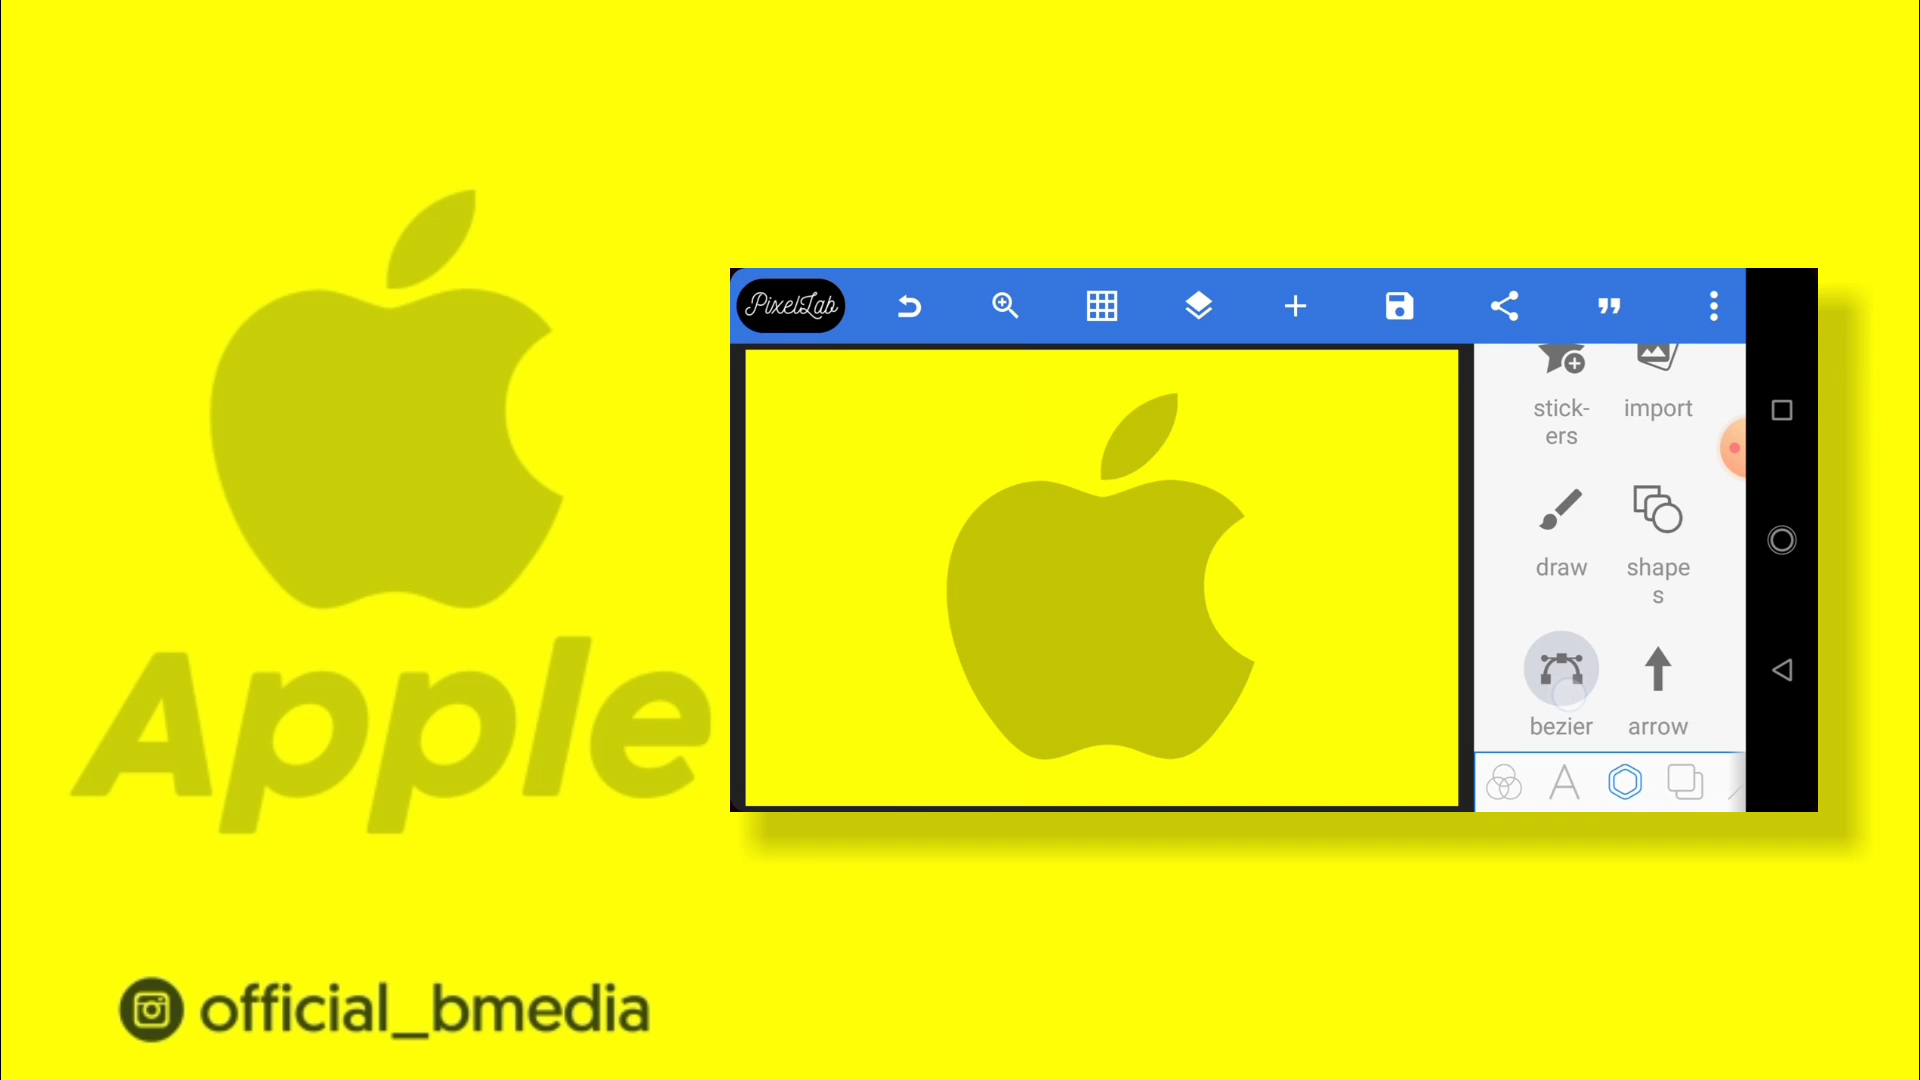 Apple
official_bmedia
PixelLab
stick-
ers
import
draw
shape
s
bezier
arrow